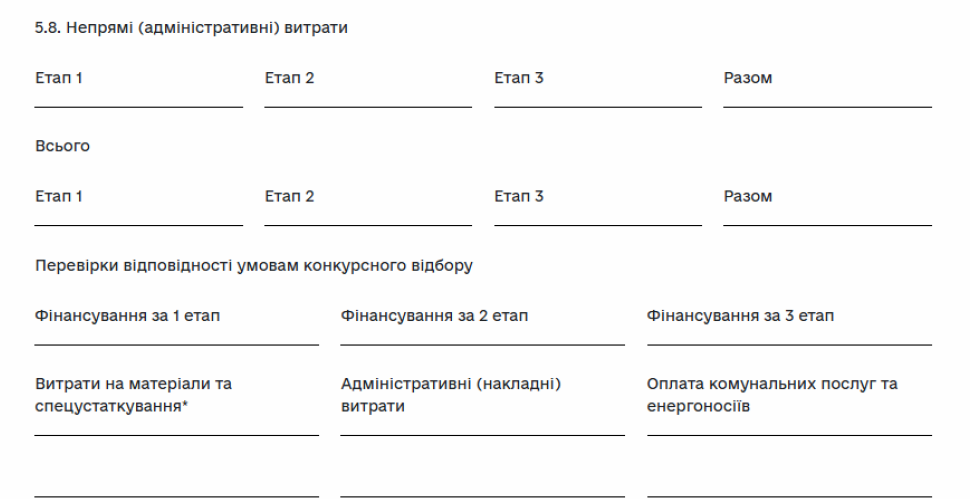 5.8. Непрямі (адміністративні) витрати
Етап 1 Етап 2 Етап 3 Разом
Всього
Етап 1 Етап 2 Етап 3 Разом
Перевірки відповідності умовам конкурсного відбору
Фінансування за 1 етап Фінансування за 2 етап Фінансування за 3 етап
Витрати на матеріали та
спецустаткування*
Адміністративні (накладні)
витрати
Оплата комунальних послуг та
енергоносіїв